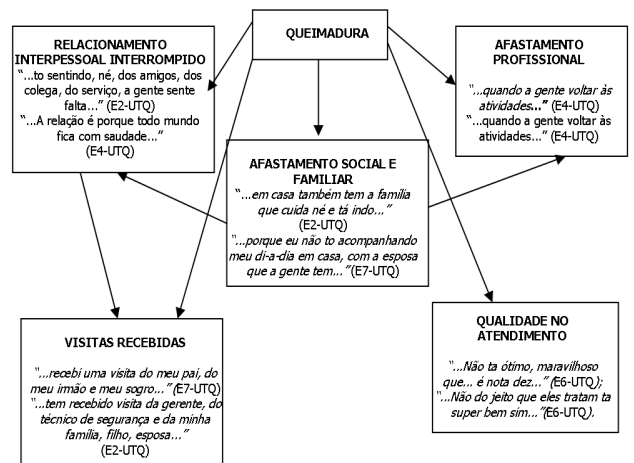 QUEIMADURA
RELACIONAMENTO
INTERPESSOAL INTERROMPIDO
“...to sentindo, né, dos amigos, dos
colega, do serviço, a gente sente
falta...” (E2-UTQ)
“...A relação é porque todo mundo
fica com saudade...”
(E4-UTQ)
AFASTAMENTO
PROFISSIONAL
“...quando a gente voltar às
atividades...” (E4-UTQ)
“...quando a gente voltar às
atividades...” (E4-UTQ)
AFASTAMENTO SOCIAL E
FAMILIAR
“...em casa também tem a família
que cuida né e tá indo...”
(E2-UTQ)
“...porque eu não to acompanhando
meu di-a-dia em casa, com a esposa
que a gente tem...”(E7-UTQ)
VISITAS RECEBIDAS
“...recebi uma visita do meu pai, do
meu irmão e meu sogro...” (E7-UTQ)
“...tem recebido visita da gerente, do
técnico de segurança e da minha
família, filho, esposa...”
(E2-UTQ)
QUALIDADE NO
ATENDIMENTO
“...Não ta ótimo, maravilhoso
que... é nota dez...” (E6-UTQ);
“...Não do jeito que eles tratam ta
super bem sim...”(E6-UTQ).